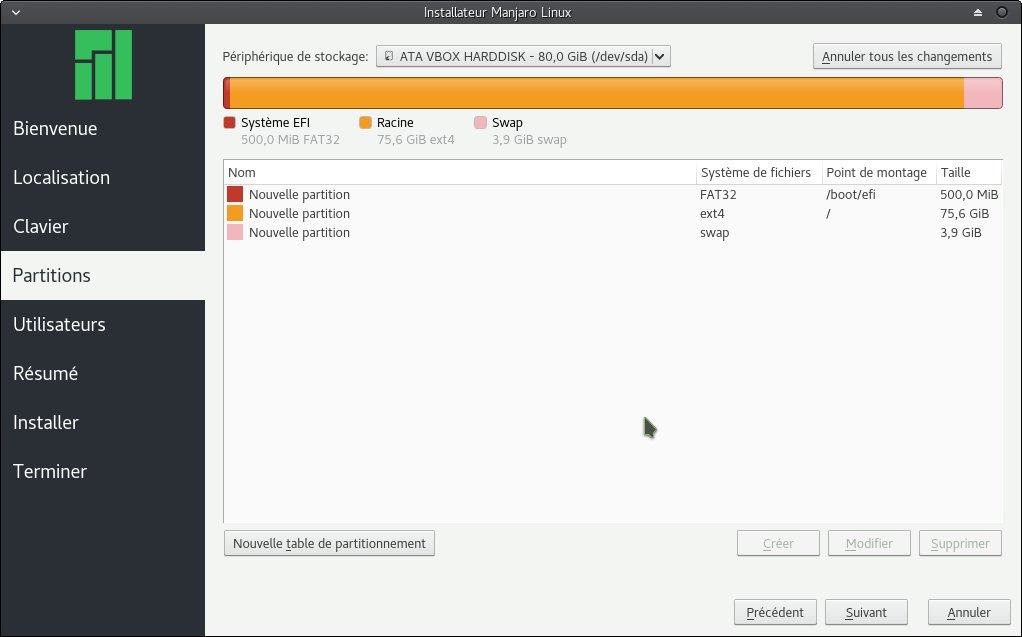 Installateur Manjaro Linux
Bienvenue
Localisation
Clavier
Partitions
Utilisateurs
Résumé
Installer
Terminer
Périphérique de stockage: ATA VBOX HARDDISK - 80,0 GiB (/dev/sda) Annuler tous les changements
Système EFI Racine Swap
500,0 MiB FAT32 75,6 GiB ext4 3,9 GiB swap
Nom Système de fichiers Point de montage Taille
Nouvelle partition FAT32 /boot/efi 500,0 MiB
Nouvelle partition ext4 / 75,6 GiB
Nouvelle partition swap 3,9 GiB
Nouvelle table de partitionnement Créer Modifier Supprimer
Précédent Suivant Annuler